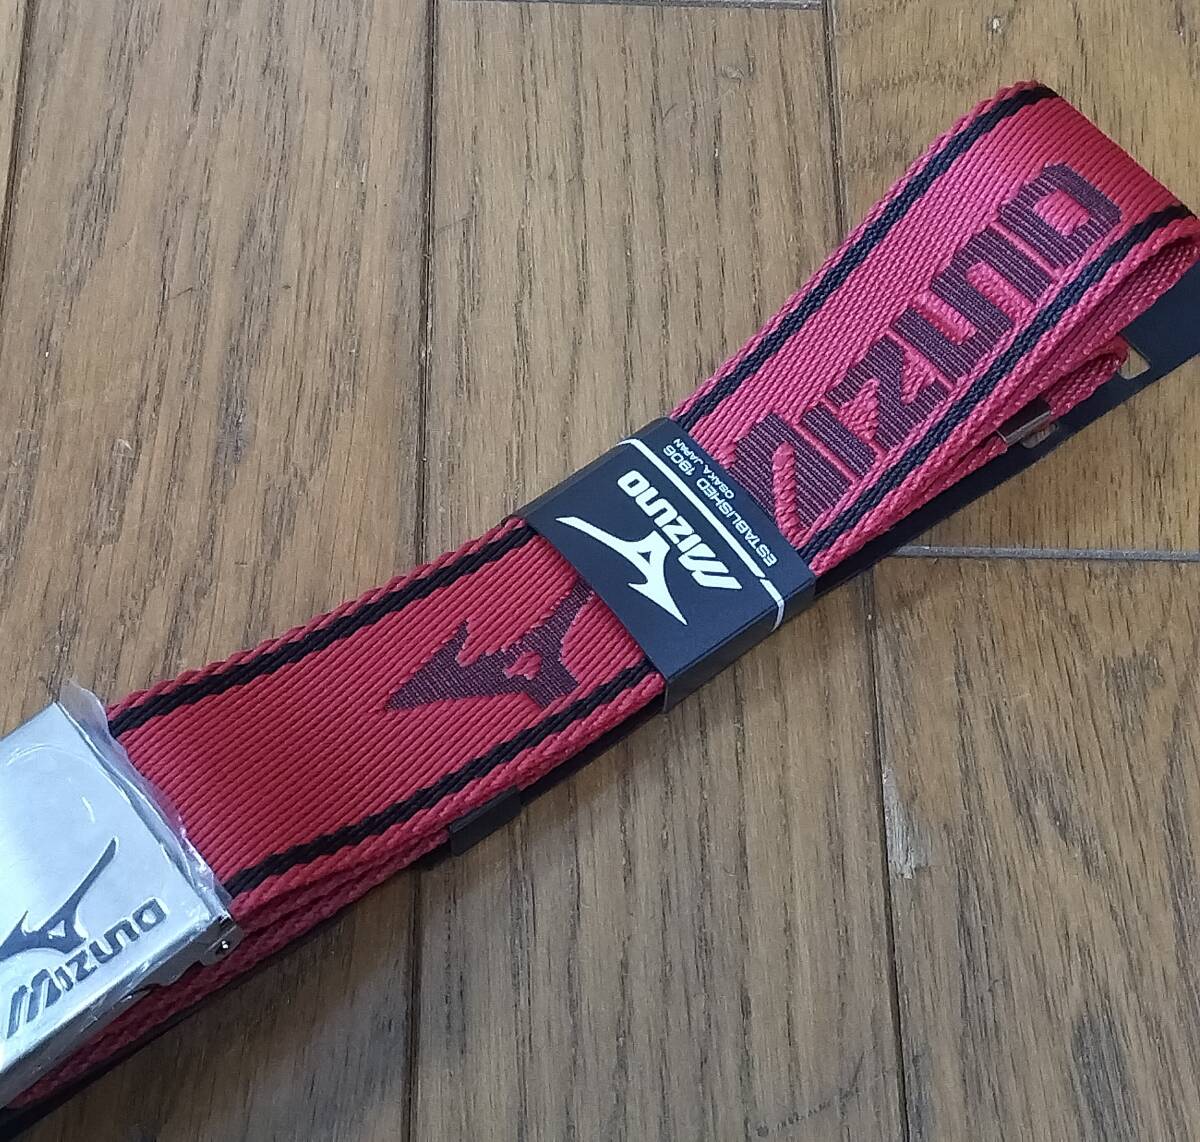 MIZUNO
MIZUNO
ESTABLISHED 1906
OSAKA, JAPAN
MIZUNO